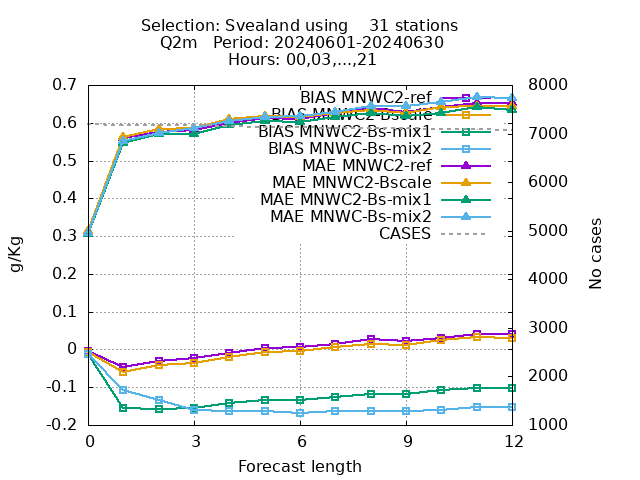 Selection: Svealand using    31 stations
Q2m   Period: 20240601-20240630
Hours: 00,03,...,21
0.7
0.6
0.5
0.4
0.3
0.2
0.1
0
-0.1
-0.2
g/Kg
BIAS MNWC2-ref
BIAS MNWC2-Bscale
BIAS MNWC2-Bs-mix1
BIAS MNWC-Bs-mix2
MAE MNWC2-ref
MAE MNWC2-Bscale
MAE MNWC2-Bs-mix1
MAE MNWC-Bs-mix2
CASES
8000
7000
6000
5000
4000
3000
2000
1000
No cases
0 3 6 9 12
Forecast length